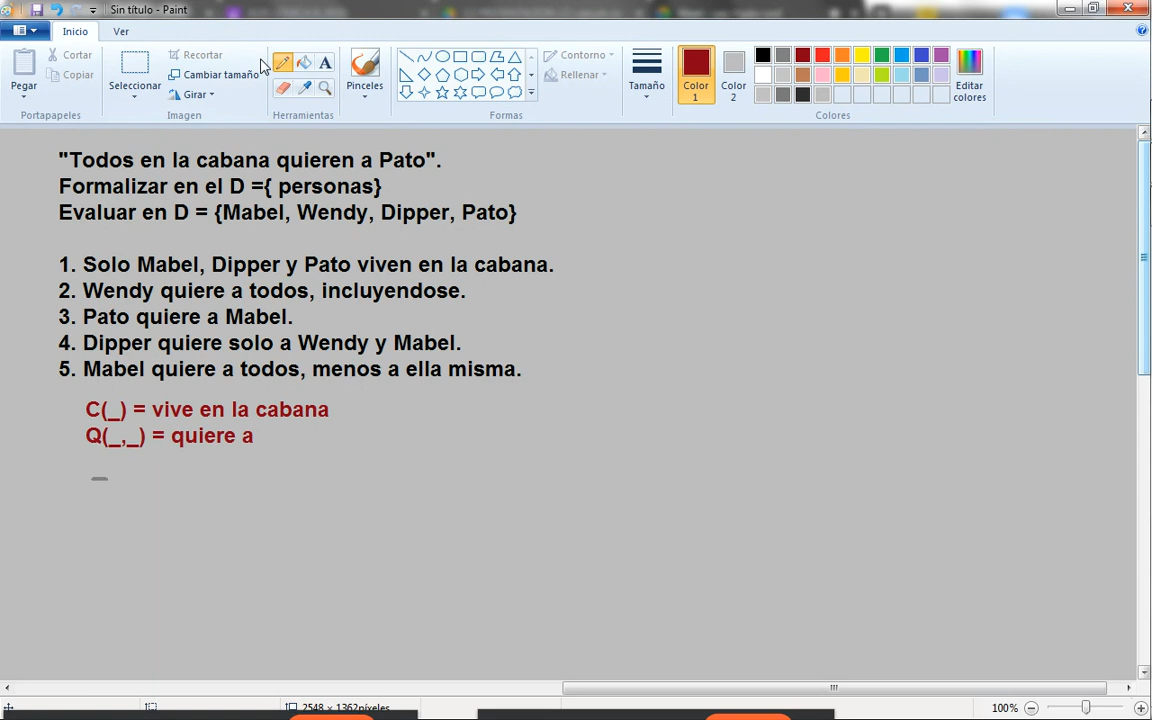 Sin título - Paint
Inicio
Ver
Pegar
Cortar
Copiar
Portapapeles
Seleccionar
Recortar
Cambiar tamaño
Girar
Imagen
A
Herramientas
Pinceles
Contorno
Rellenar
Formas
Tamaño
Color 1
Color 2
Editar colores
Colores
"Todos en la cabana quieren a Pato".
Formalizar en el D ={ personas}
Evaluar en D = {Mabel, Wendy, Dipper, Pato}
1. Solo Mabel, Dipper y Pato viven en la cabana.
2. Wendy quiere a todos, incluyendose.
3. Pato quiere a Mabel.
4. Dipper quiere solo a Wendy y Mabel.
5. Mabel quiere a todos, menos a ella misma.
C(_) = vive en la cabana
Q(_,_) = quiere a
2548 × 1362píxeles
100%